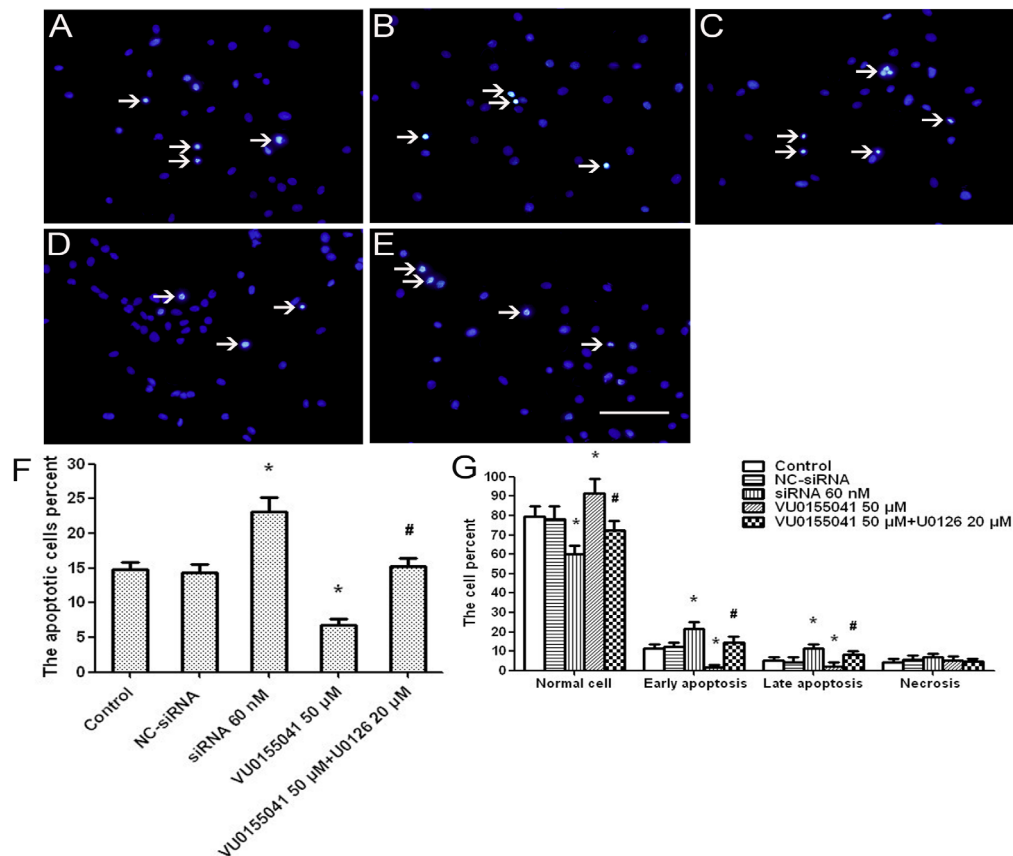 A
B
C
D
E
F
The apoptotic cells percent
30
25
20
15
10
5
0
*
*
#
Control
NC-siRNA
siRNA 60 nM
VU0155041 50 µM
VU0155041 50 µM+U0126 20 µM
G
The cell percent
100
90
80
70
60
50
40
30
20
10
0
*
*
#
*
*
#
*
*
#
Normal cell
Early apoptosis
Late apoptosis
Necrosis
Control
NC-siRNA
siRNA 60 nM
VU0155041 50 µM
VU0155041 50 µM+U0126 20 µM